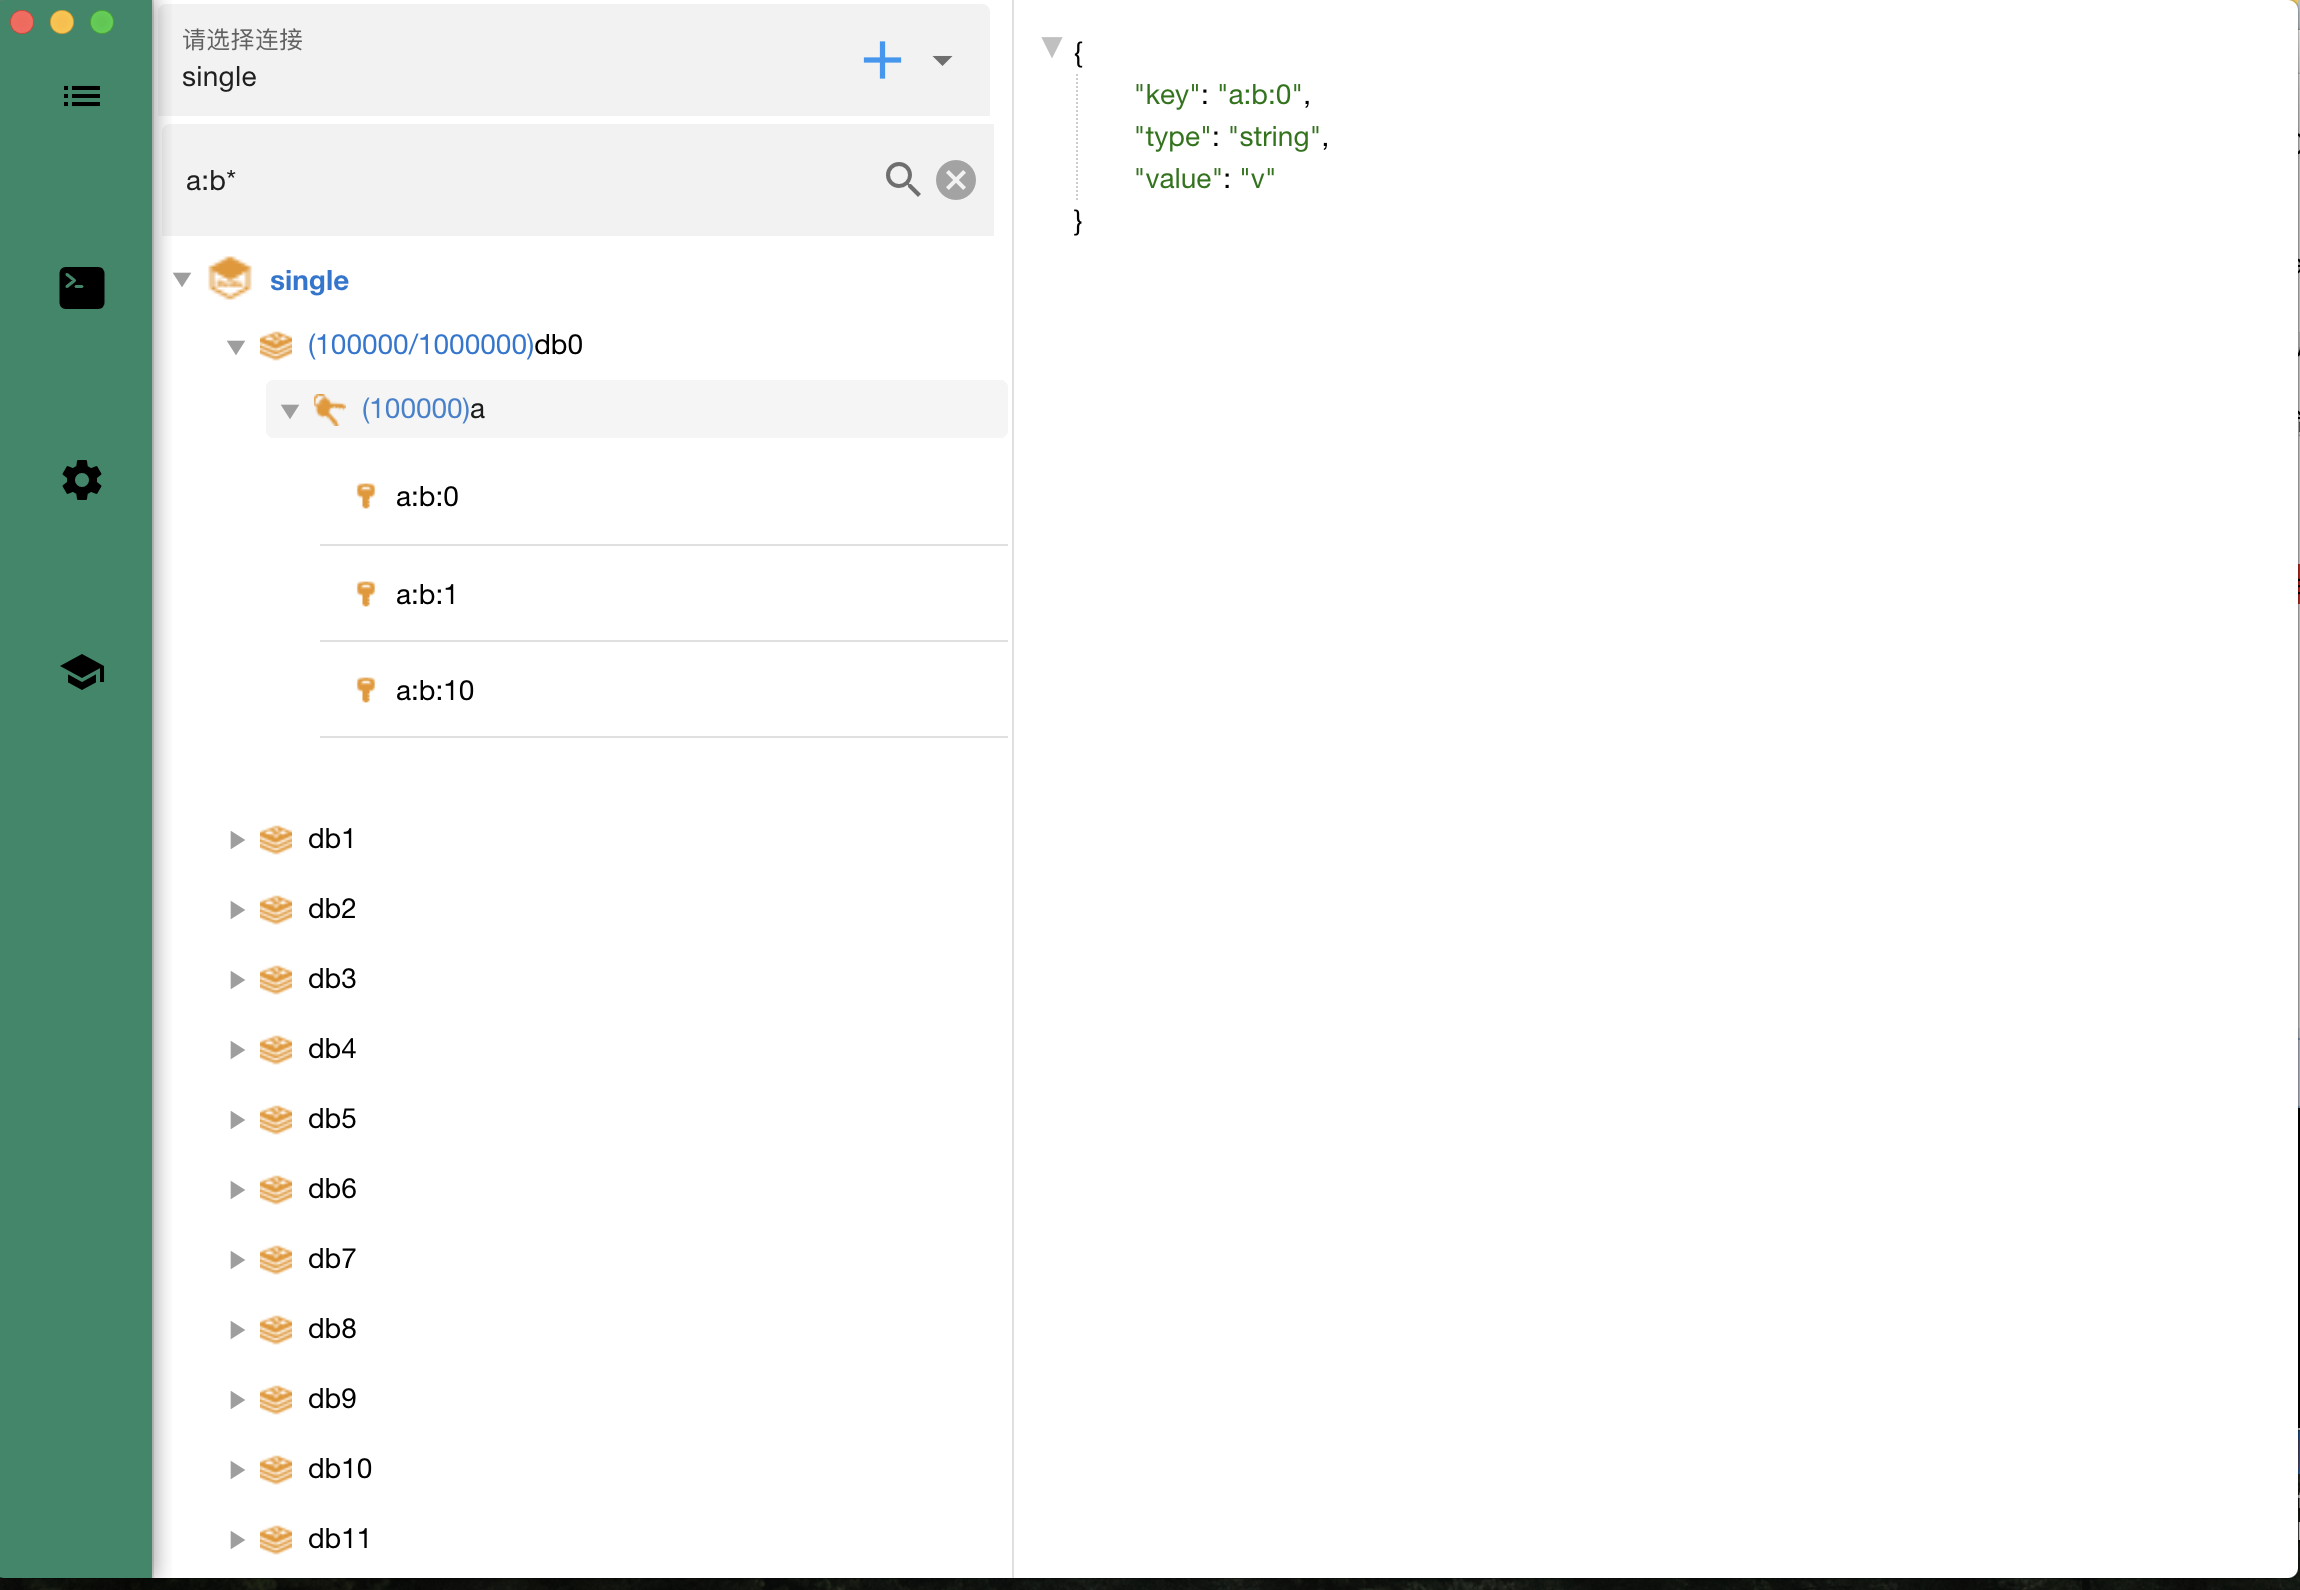 请选择连接
single
a:b*
single
(100000/1000000)db0
(100000)a
a:b:0
a:b:1
a:b:10
db1
db2
db3
db4
db5
db6
db7
db8
db9
db10
db11
{
"key": "a:b:0",
"type": "string",
"value": "v"
}